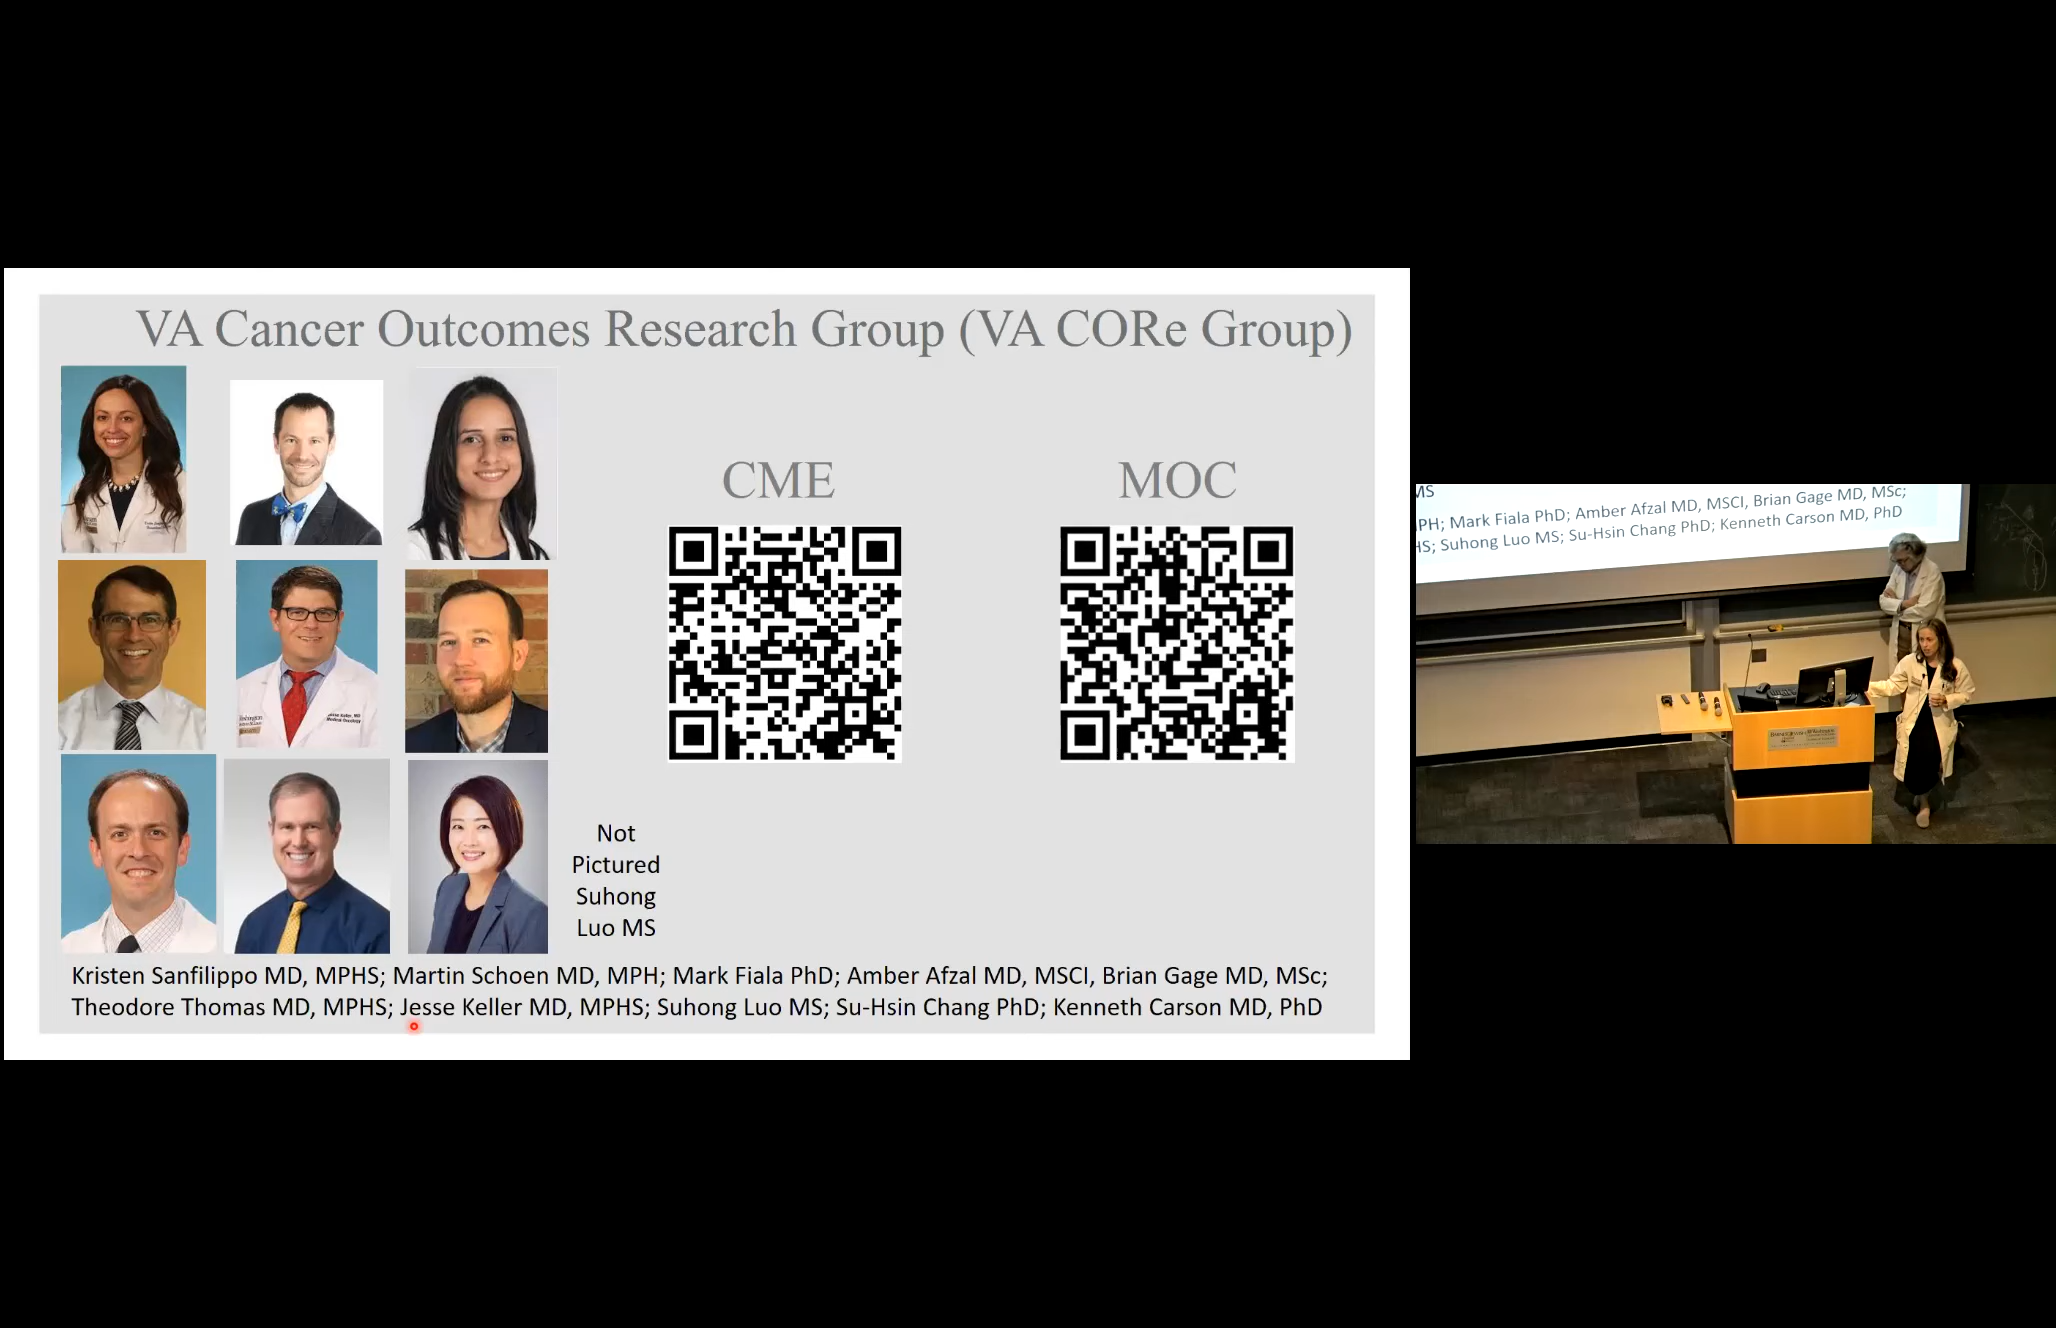 VA Cancer Outcomes Research Group (VA CORe Group)
CME
MOC
Not
Pictured
Suhong
Luo MS
Kristen Sanfilippo MD, MPHS; Martin Schoen MD, MPH; Mark Fiala PhD; Amber Afzal MD, MSCI, Brian Gage MD, MSc;
Theodore Thomas MD, MPHS; Jesse Keller MD, MPHS; Suhong Luo MS; Su-Hsin Chang PhD; Kenneth Carson MD, PhD
MS
PH; Mark Fiala PhD; Amber Afzal MD, MSCI, Brian Gage MD, MSc;
HS; Suhong Luo MS; Su-Hsin Chang PhD; Kenneth Carson MD, PhD